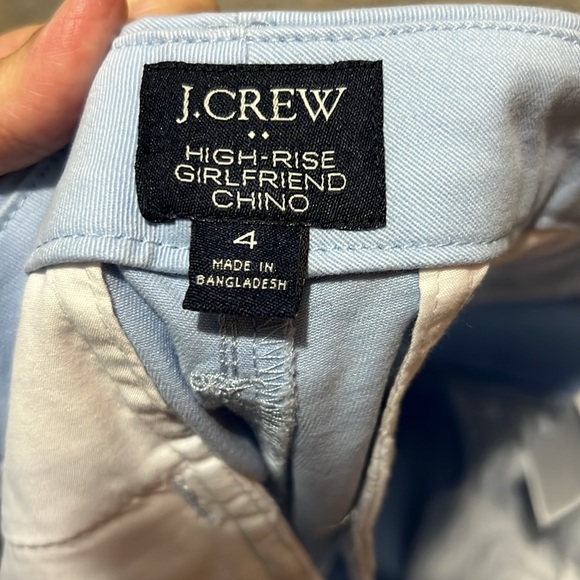 J.CREW
HIGH-RISE
GIRLFRIEND
CHINO
4
MADE IN
BANGLADESH